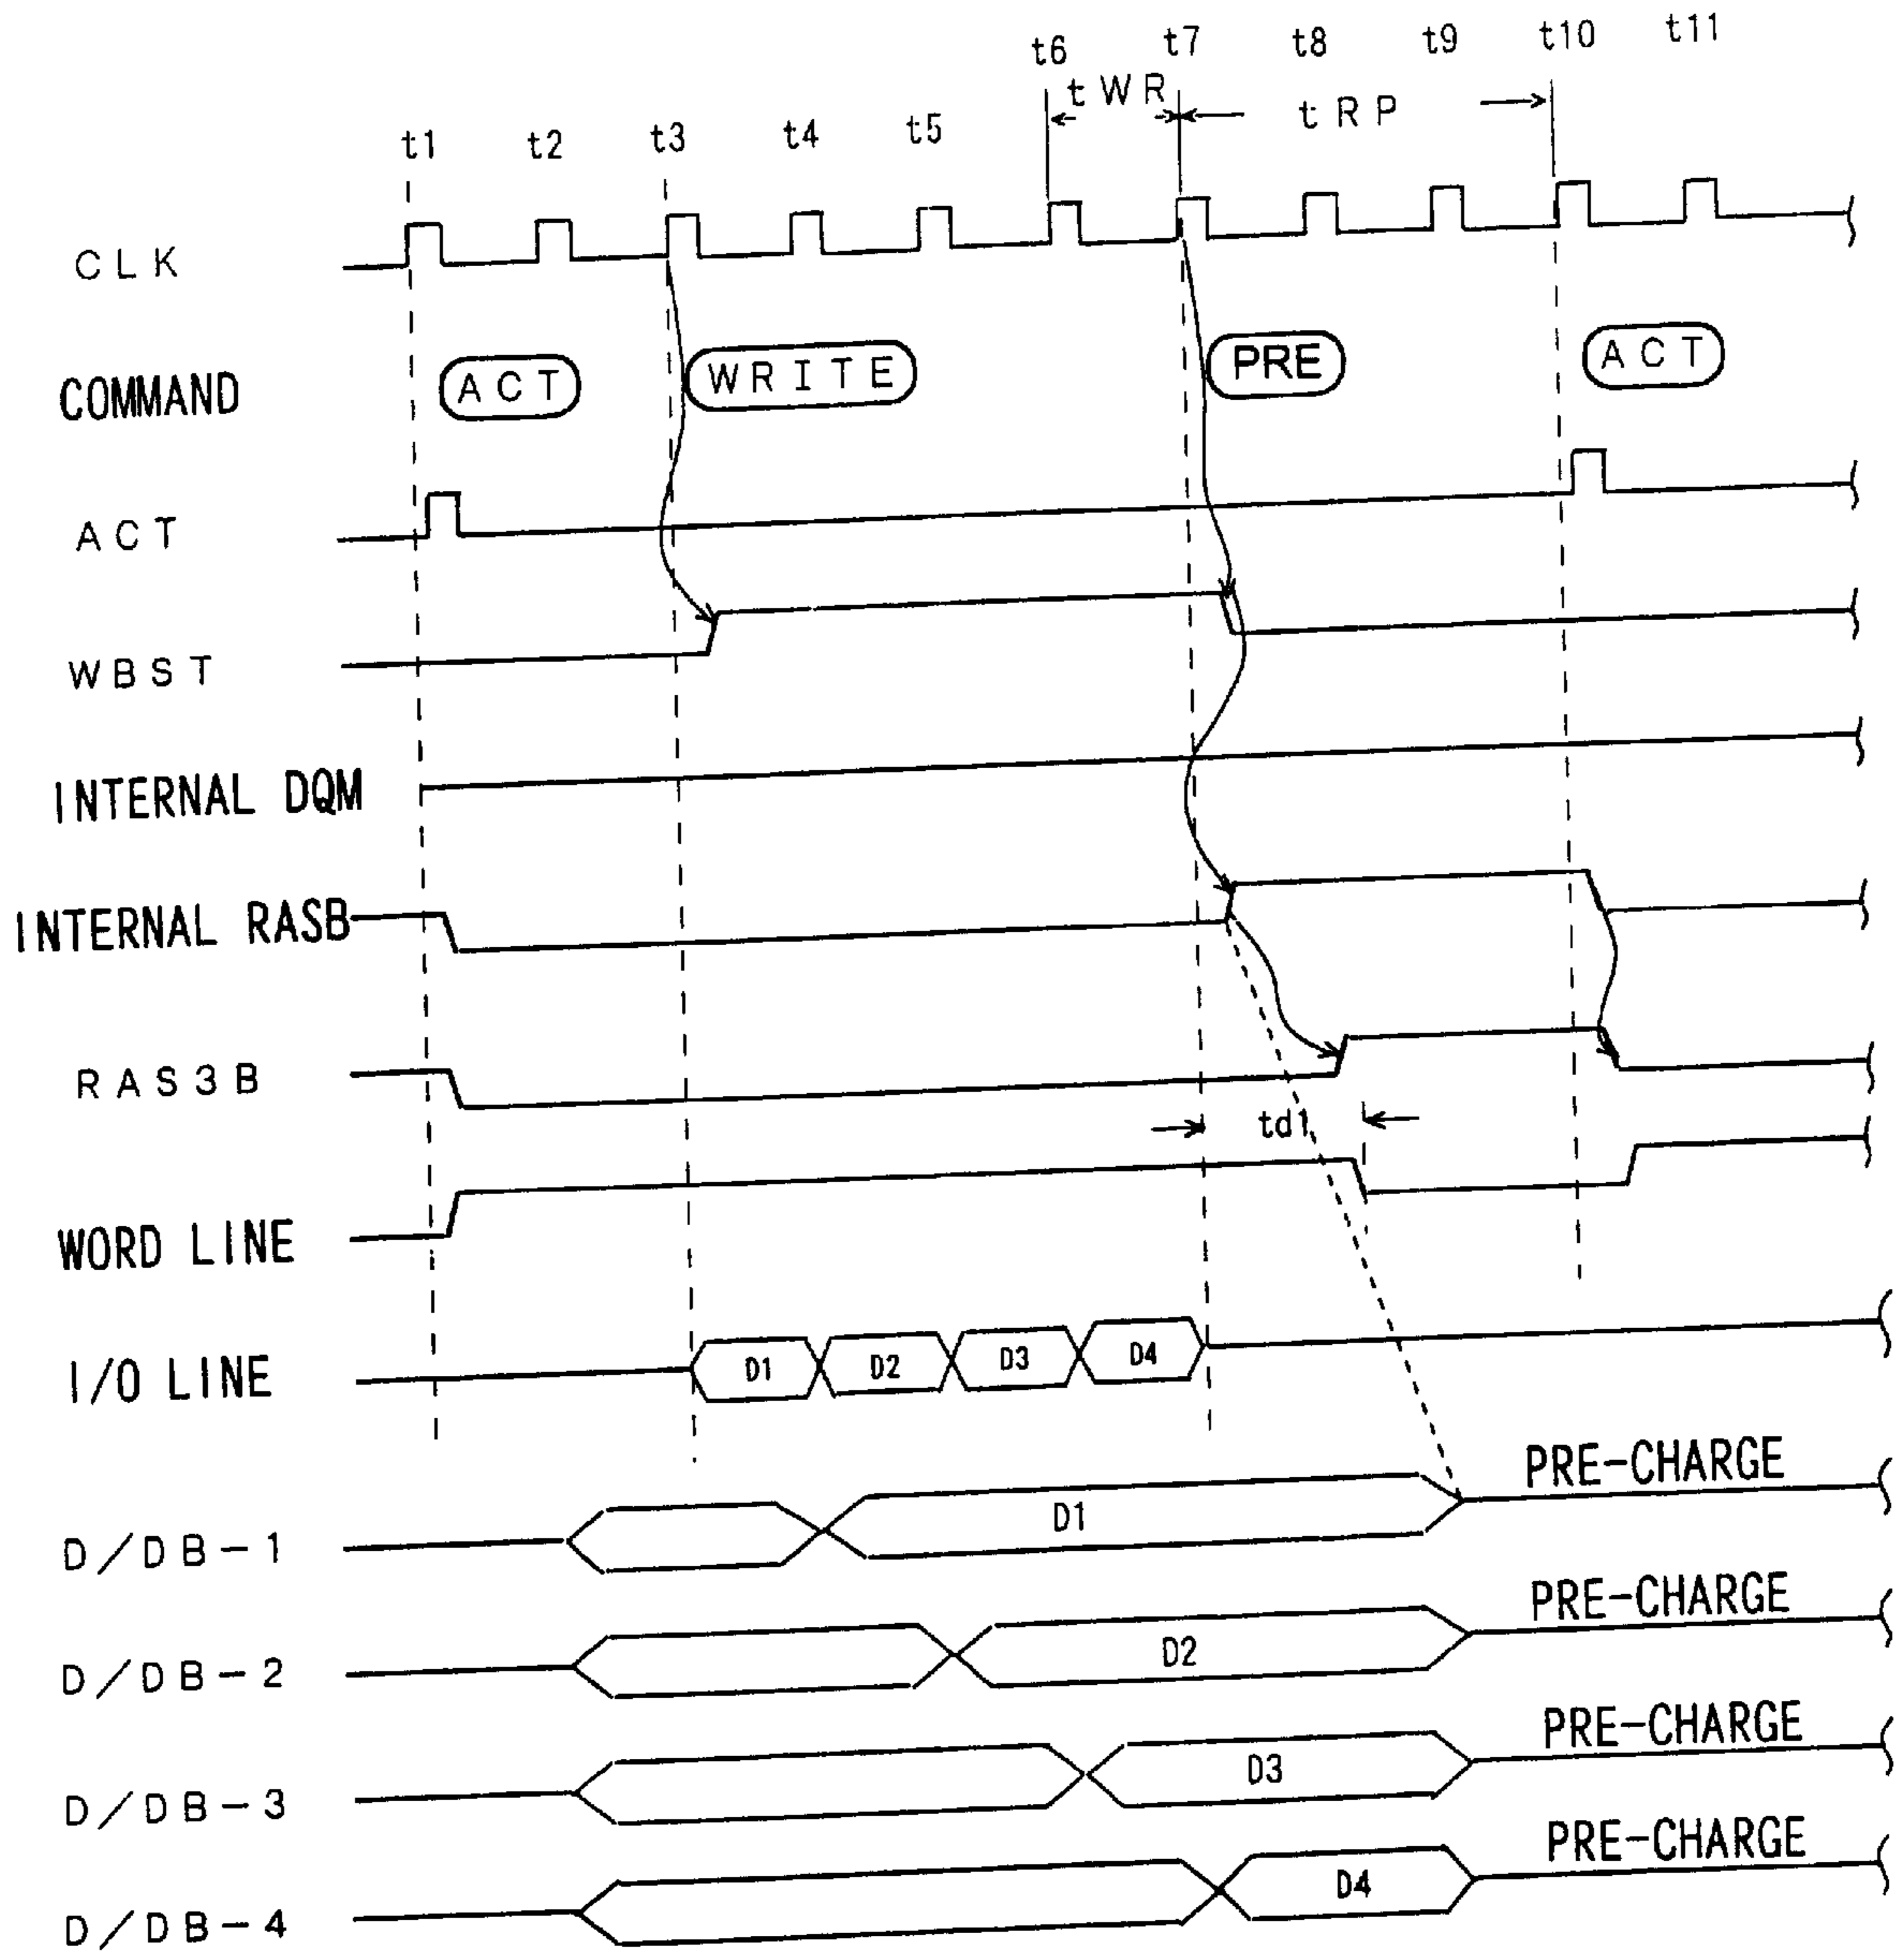 t1 t2 t3 t4 t5 t6 t7 t8 t9 t10 t11
tWR tRP
CLK
COMMAND ACT WRITE PRE ACT
ACT
WBST
INTERNAL DQM
INTERNAL RASB
RAS3B
td1
WORD LINE
I/O LINE D1 D2 D3 D4
D/DB-1 D1 PRE-CHARGE
D/DB-2 D2 PRE-CHARGE
D/DB-3 D3 PRE-CHARGE
D/DB-4 D4 PRE-CHARGE